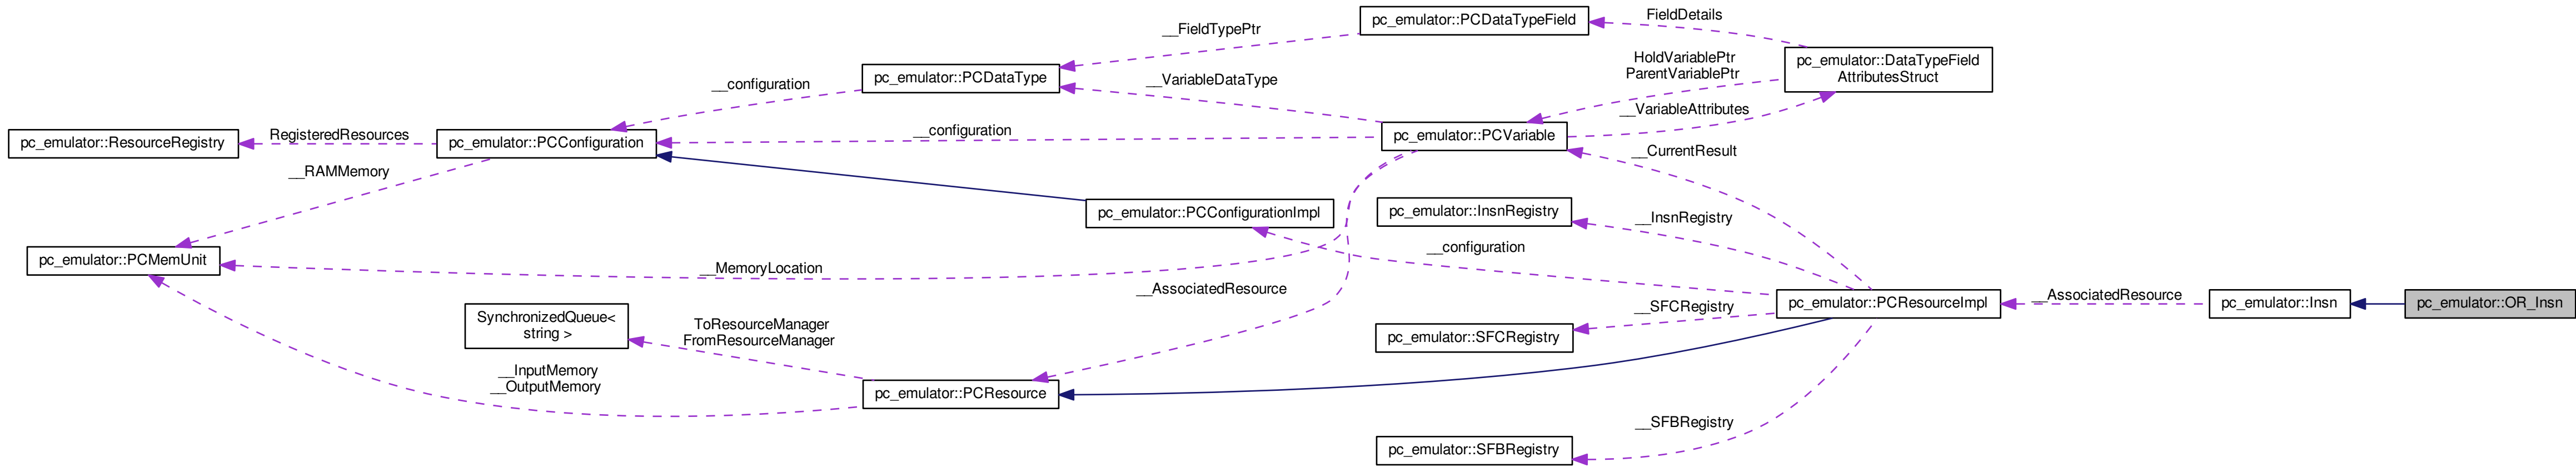 pc_emulator::PCDataTypeField
FieldDetails
__FieldTypePtr
HoldVariablePtr
ParentVariablePtr
pc_emulator::DataTypeField
AttributesStruct
pc_emulator::PCDataType
__VariableDataType
__configuration
__VariableAttributes
pc_emulator::ResourceRegistry
RegisteredResources
pc_emulator::PCConfiguration
__configuration
pc_emulator::PCVariable
__CurrentResult
__RAMMemory
pc_emulator::PCConfigurationImpl
pc_emulator::InsnRegistry
__InsnRegistry
__configuration
pc_emulator::PCMemUnit
__MemoryLocation
__AssociatedResource
__AssociatedResource
pc_emulator::PCResourceImpl
pc_emulator::Insn
pc_emulator::OR_Insn
SynchronizedQueue<
string >
ToResourceManager
FromResourceManager
__SFCRegistry
pc_emulator::SFCRegistry
__InputMemory
__OutputMemory
pc_emulator::PCResource
__SFBRegistry
pc_emulator::SFBRegistry